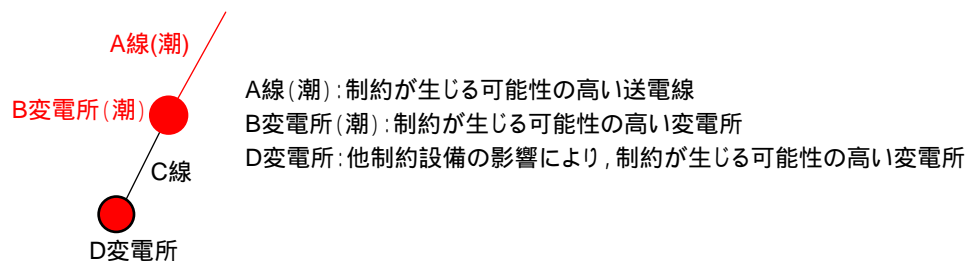 A線(潮)
B変電所(潮)
C線
D変電所
A線(潮):制約が生じる可能性の高い送電線
B変電所(潮):制約が生じる可能性の高い変電所
D変電所:他制約設備の影響により,制約が生じる可能性の高い変電所